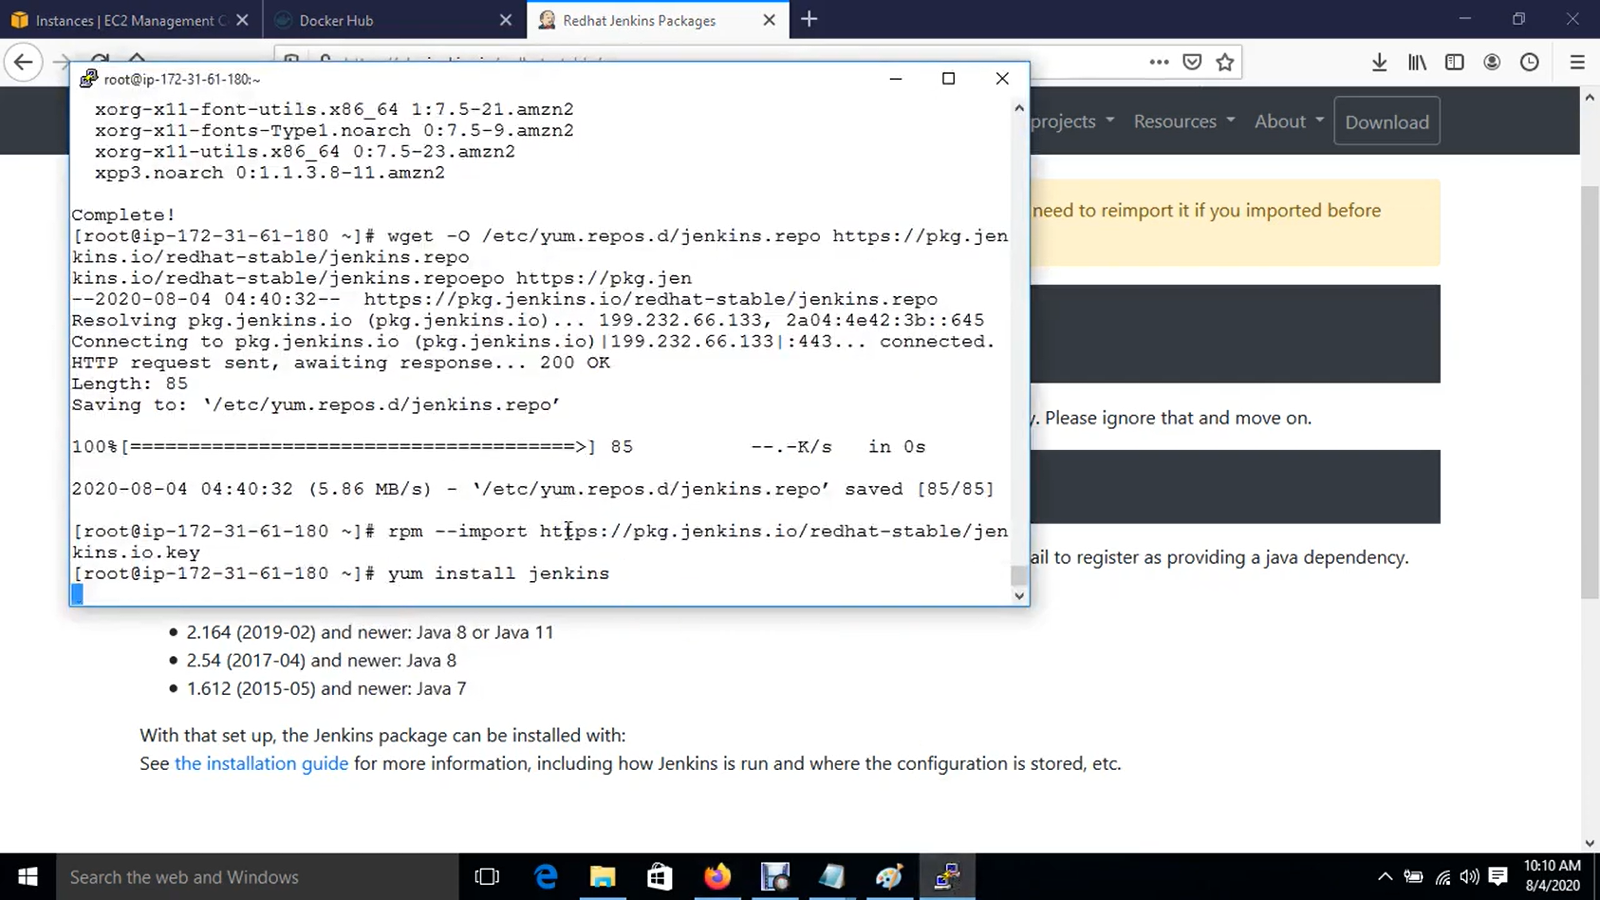 Instances | EC2 Management C
Docker Hub
Redhat Jenkins Packages
root@ip-172-31-61-180:~
projects
Resources
About
Download
xorg-x11-font-utils.x86_64 1:7.5-21.amzn2
xorg-x11-fonts-Type1.noarch 0:7.5-9.amzn2
xorg-x11-utils.x86_64 0:7.5-23.amzn2
xpp3.noarch 0:1.1.3.8-11.amzn2
need to reimport it if you imported before
Complete!
[root@ip-172-31-61-180 ~]# wget -O /etc/yum.repos.d/jenkins.repo https://pkg.jen
kins.io/redhat-stable/jenkins.repo
kins.io/redhat-stable/jenkins.repoepo https://pkg.jen
--2020-08-04 04:40:32-- https://pkg.jenkins.io/redhat-stable/jenkins.repo
Resolving pkg.jenkins.io (pkg.jenkins.io)... 199.232.66.133, 2a04:4e42:3b::645
Connecting to pkg.jenkins.io (pkg.jenkins.io)|199.232.66.133|:443... connected.
HTTP request sent, awaiting response... 200 OK
Length: 85
Saving to: ‘/etc/yum.repos.d/jenkins.repo’
y. Please ignore that and move on.
100%[======================================>] 85 --.-K/s in 0s
2020-08-04 04:40:32 (5.86 MB/s) - ‘/etc/yum.repos.d/jenkins.repo’ saved [85/85]
[root@ip-172-31-61-180 ~]# rpm --import https://pkg.jenkins.io/redhat-stable/jen
kins.io.key
ail to register as providing a java dependency.
[root@ip-172-31-61-180 ~]# yum install jenkins
2.164 (2019-02) and newer: Java 8 or Java 11
2.54 (2017-04) and newer: Java 8
1.612 (2015-05) and newer: Java 7
With that set up, the Jenkins package can be installed with:
See the installation guide for more information, including how Jenkins is run and where the configuration is stored, etc.
Search the web and Windows
10:10 AM
8/4/2020